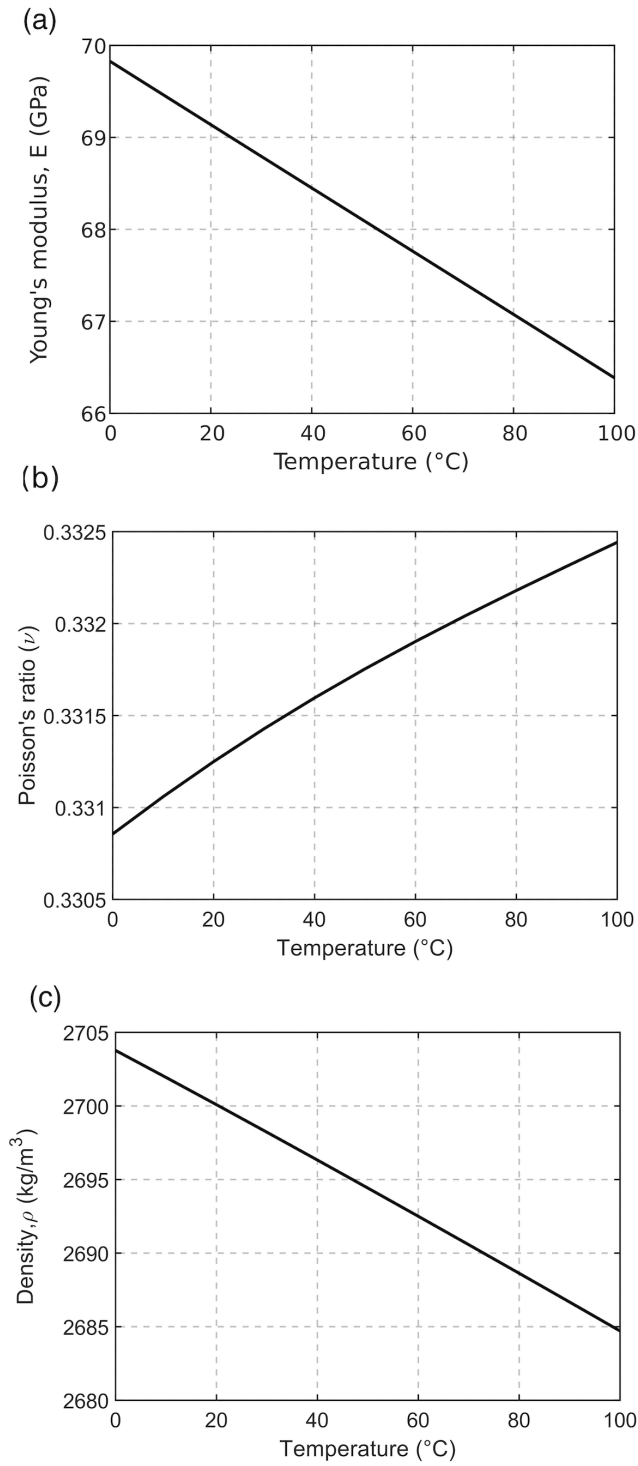 (a)
Young's modulus, E (GPa)
70
69
68
67
66
0 20 40 60 80 100
Temperature (°C)
(b)
Poisson's ratio (ν)
0.3325
0.332
0.3315
0.331
0.3305
0 20 40 60 80 100
Temperature (°C)
(c)
Density,ρ (kg/m³)
2705
2700
2695
2690
2685
2680
0 20 40 60 80 100
Temperature (°C)